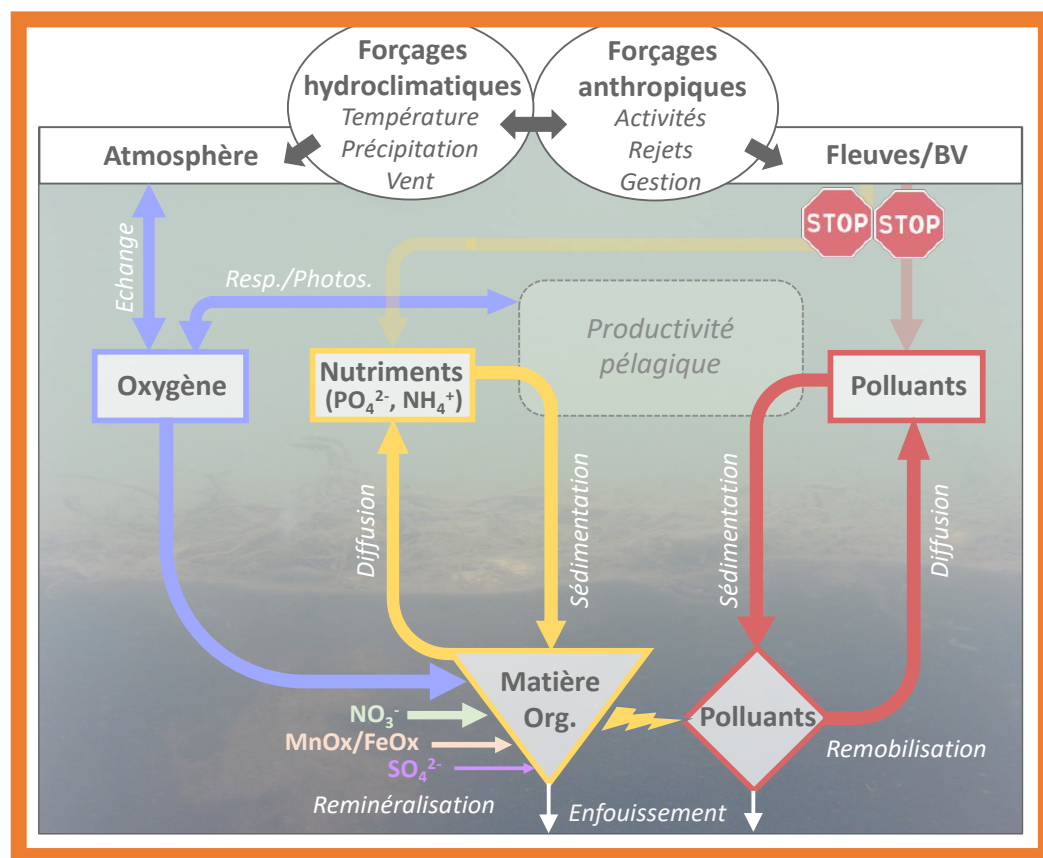 Forçages
hydroclimatiques
Température
Précipitation
Vent
Forçages
anthropiques
Activités
Rejets
Gestion
Atmosphère
Fleuves/BV
STOP
STOP
Echange
Resp./Photos.
Productivité
pélagique
Oxygène
Nutriments
(PO₄²⁻, NH₄⁺)
Polluants
Diffusion
Sédimentation
Sédimentation
Diffusion
Matière
Org.
Polluants
NO₃⁻
MnOx/FeOx
SO₄²⁻
Remobilisation
Reminéralisation
Enfouissement